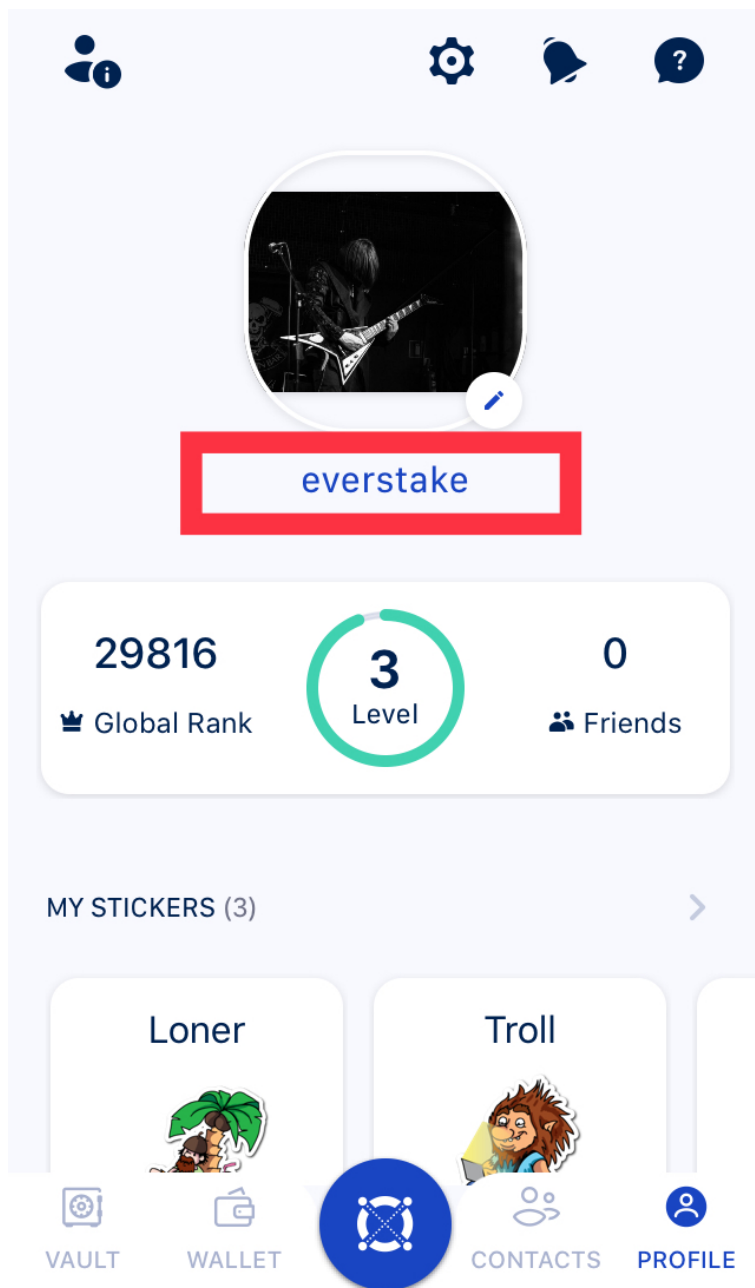 everstake
29816
3
0
Global Rank
Level
Friends
MY STICKERS (3)
Loner
Troll
VAULT
WALLET
CONTACTS
PROFILE